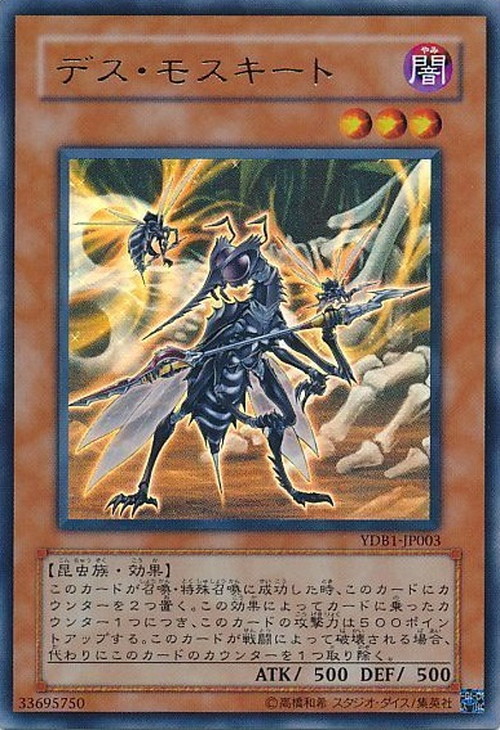 デス・モスキート
やみ
闇
YDB1-JP003
【昆虫族・効果】
このカードが召喚・特殊召喚に成功した時、このカードにカ
ウンターを2つ置く。この効果によってカードに乗ったカ
ウンター1つにつき、このカードの攻撃力は500ポイン
トアップする。このカードが戦闘によって破壊される場合、
代わりにこのカードのカウンターを1つ取り除く。
ATK/ 500 DEF/ 500
33695750 ©高橋和希 スタジオ・ダイス/集英社